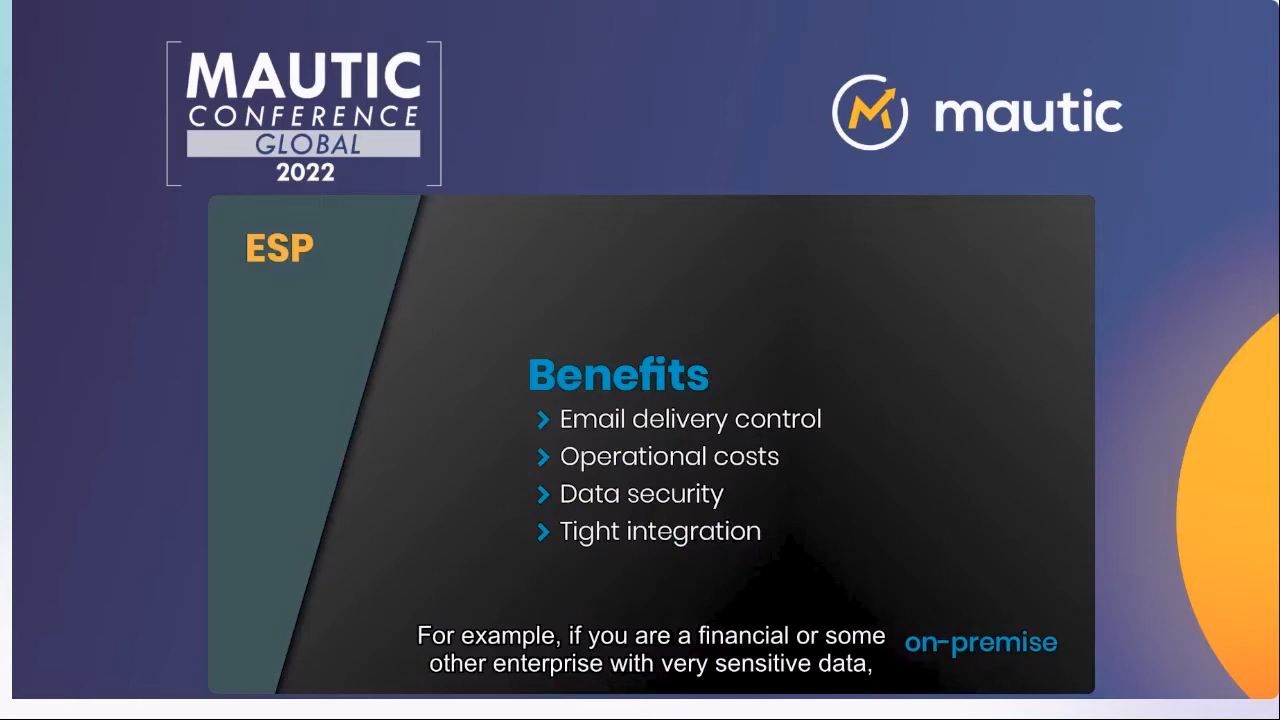 MAUTIC
CONFERENCE
GLOBAL
2022
mautic
ESP
Benefits
Email delivery control
Operational costs
Data security
Tight integration
For example, if you are a financial or some
other enterprise with very sensitive data,
on-premise